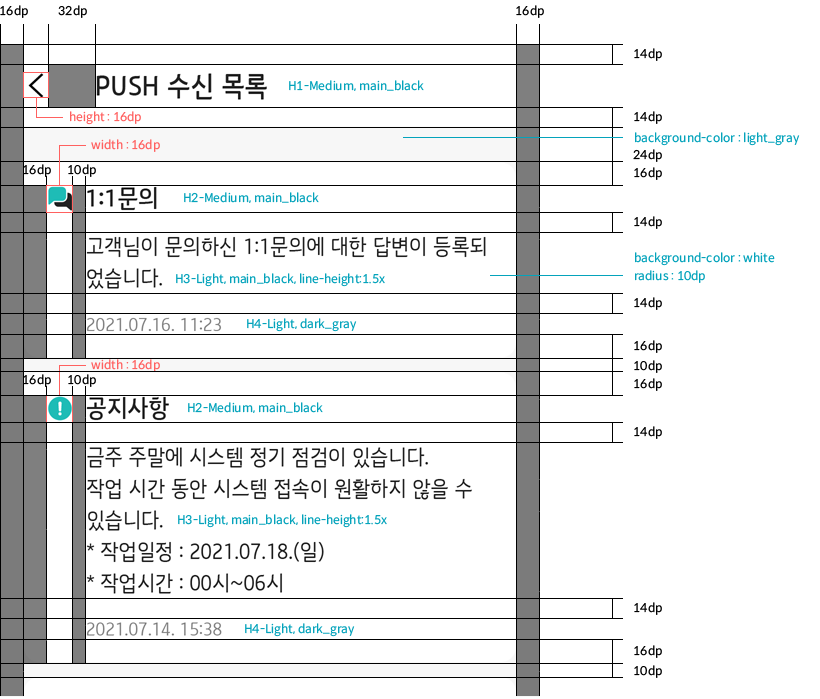 16dp 32dp 16dp
14dp
PUSH 수신 목록 H1-Medium, main_black
height : 16dp 14dp
background-color : light_gray
width : 16dp
24dp
16dp 10dp 16dp
1:1문의 H2-Medium, main_black
14dp
고객님이 문의하신 1:1문의에 대한 답변이 등록되
background-color : white
었습니다. H3-Light, main_black, line-height:1.5x
radius : 10dp
14dp
2021.07.16. 11:23 H4-Light, dark_gray
16dp
width : 16dp 10dp
16dp 10dp 16dp
공지사항 H2-Medium, main_black
14dp
금주 주말에 시스템 정기 점검이 있습니다.
작업 시간 동안 시스템 접속이 원활하지 않을 수
있습니다. H3-Light, main_black, line-height:1.5x
* 작업일정 : 2021.07.18.(일)
* 작업시간 : 00시~06시
14dp
2021.07.14. 15:38 H4-Light, dark_gray
16dp
10dp